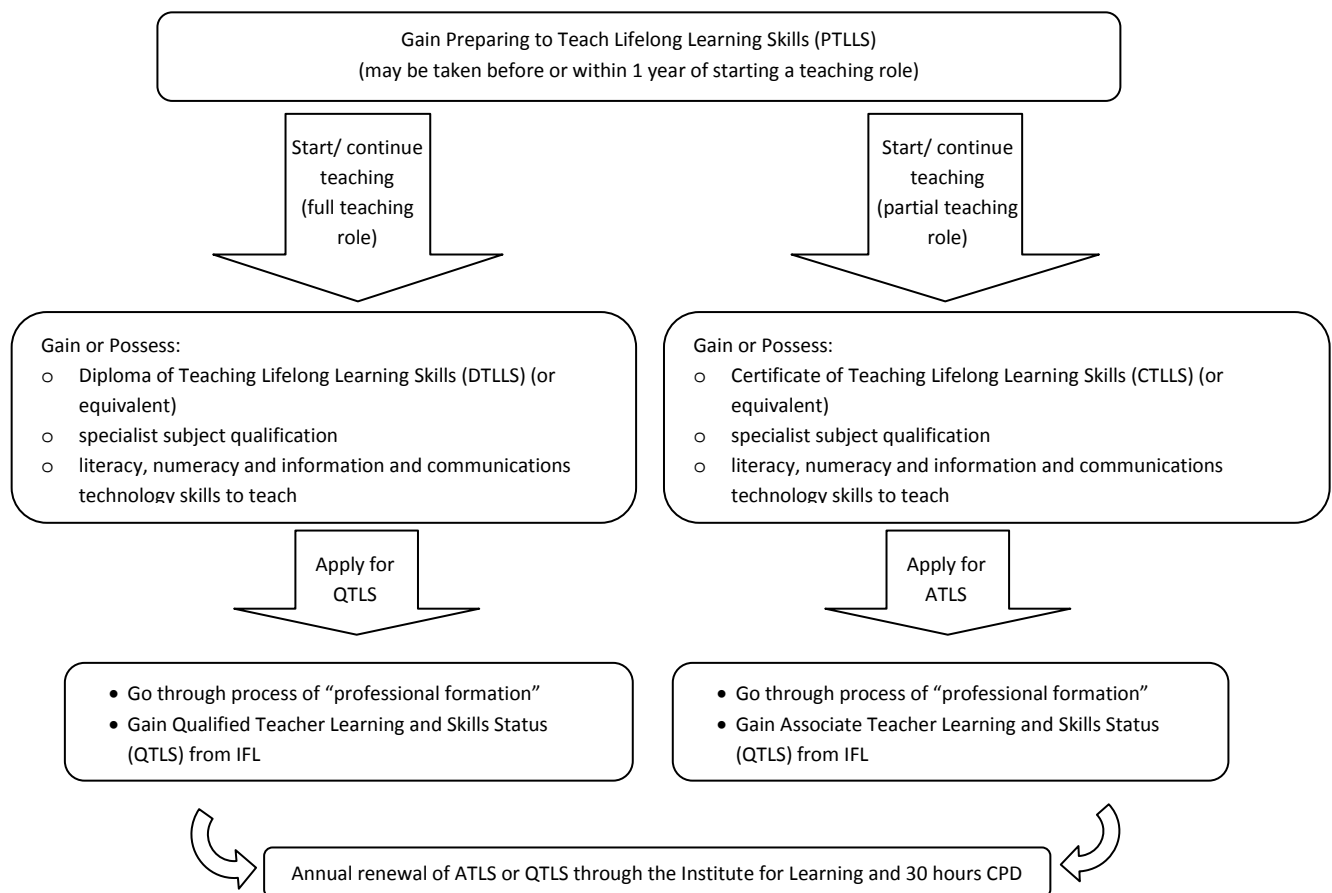 Gain Preparing to Teach Lifelong Learning Skills (PTLLS)
(may be taken before or within 1 year of starting a teaching role)
Start/ continue
teaching
(full teaching
role)
Start/ continue
teaching
(partial teaching
role)
Gain or Possess:
o Diploma of Teaching Lifelong Learning Skills (DTLLS) (or
equivalent)
o specialist subject qualification
o literacy, numeracy and information and communications
technology skills to teach
Gain or Possess:
o Certificate of Teaching Lifelong Learning Skills (CTLLS) (or
equivalent)
o specialist subject qualification
o literacy, numeracy and information and communications
technology skills to teach
Apply for
QTLS
Apply for
ATLS
• Go through process of “professional formation”
• Gain Qualified Teacher Learning and Skills Status
(QTLS) from IFL
• Go through process of “professional formation”
• Gain Associate Teacher Learning and Skills Status
(QTLS) from IFL
Annual renewal of ATLS or QTLS through the Institute for Learning and 30 hours CPD